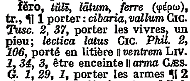 fĕro, tŭlī, lātum, ferre (φέρω),
tr., ¶ 1 porter : cibaria, vallum CIC.
Tusc. 2, 37, porter les vivres, un
pieu; lectica latus CIC. Phil. 2,
106, porté en litière ‖ ventrem LIV.
1, 34, 3, être enceinte ‖ arma CÆS.
G. 1, 29, 1, porter les armes ¶